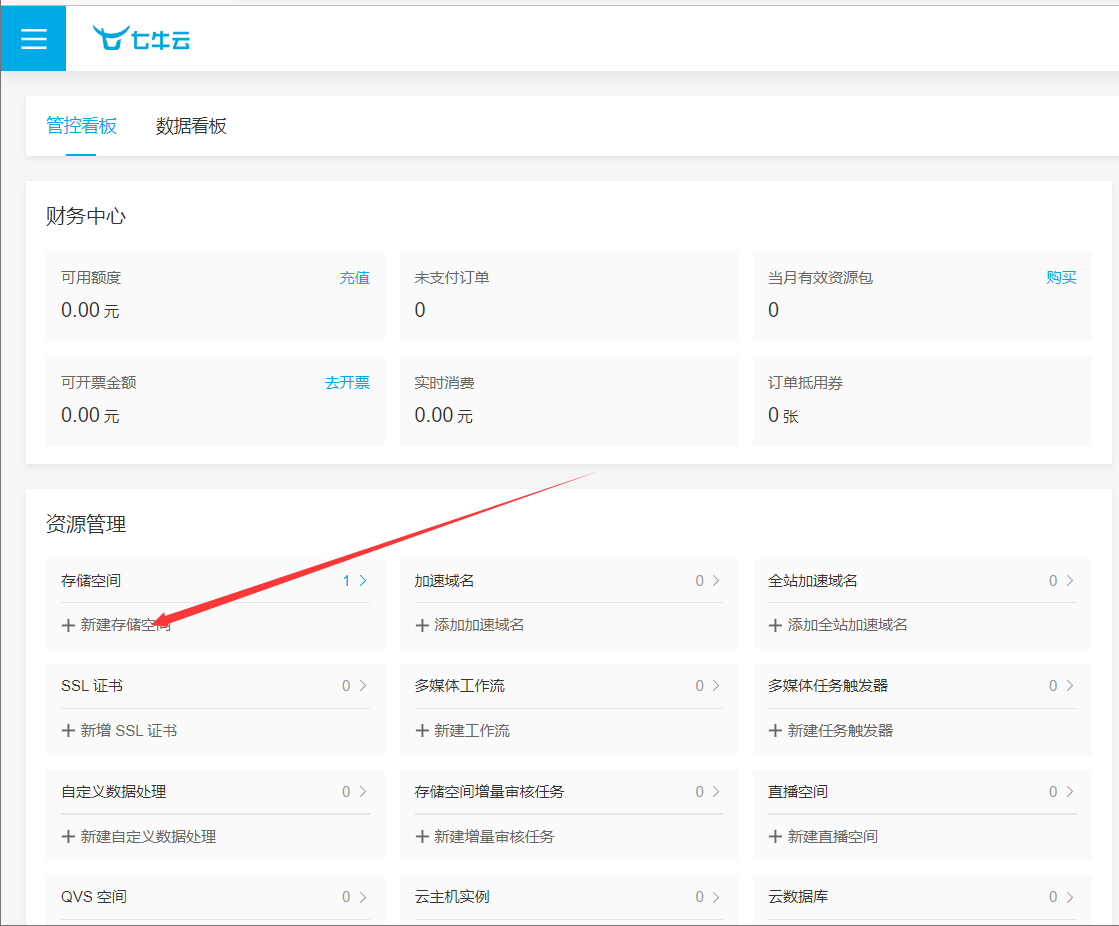 七牛云
管控看板 数据看板
财务中心
可用额度 充值 未支付订单 当月有效资源包 购买
0.00 元 0 0
可开票金额 去开票 实时消费 订单抵用券
0.00 元 0.00 元 0 张
资源管理
存储空间 1 加速域名 0 全站加速域名 0
新建存储空间 添加加速域名 添加全站加速域名
SSL 证书 0 多媒体工作流 0 多媒体任务触发器 0
新增 SSL 证书 新建工作流 新建任务触发器
自定义数据处理 0 存储空间增量审核任务 0 直播空间 0
新建自定义数据处理 新建增量审核任务 新建直播空间
QVS 空间 0 云主机实例 0 云数据库 0